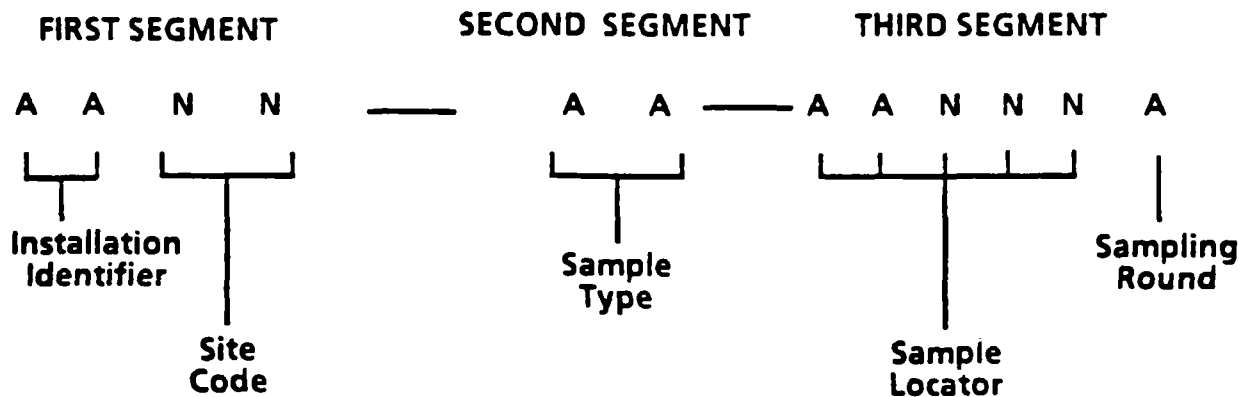 FIRST SEGMENT SECOND SEGMENT THIRD SEGMENT
A A N N — A A — A A N N N A
Installation
Identifier
Site
Code
Sample
Type
Sample
Locator
Sampling
Round